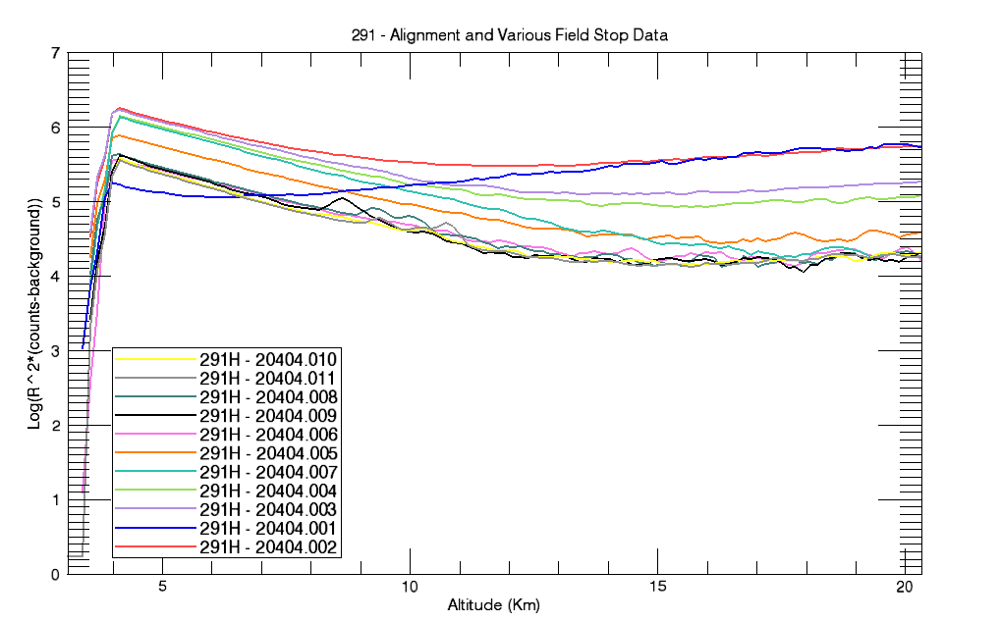 291 - Alignment and Various Field Stop Data
7
6
5
4
3
2
1
0
Log(R^2*(counts-background))
291H - 20404.010
291H - 20404.011
291H - 20404.008
291H - 20404.009
291H - 20404.006
291H - 20404.005
291H - 20404.007
291H - 20404.004
291H - 20404.003
291H - 20404.001
291H - 20404.002
5 10 15 20
Altitude (Km)